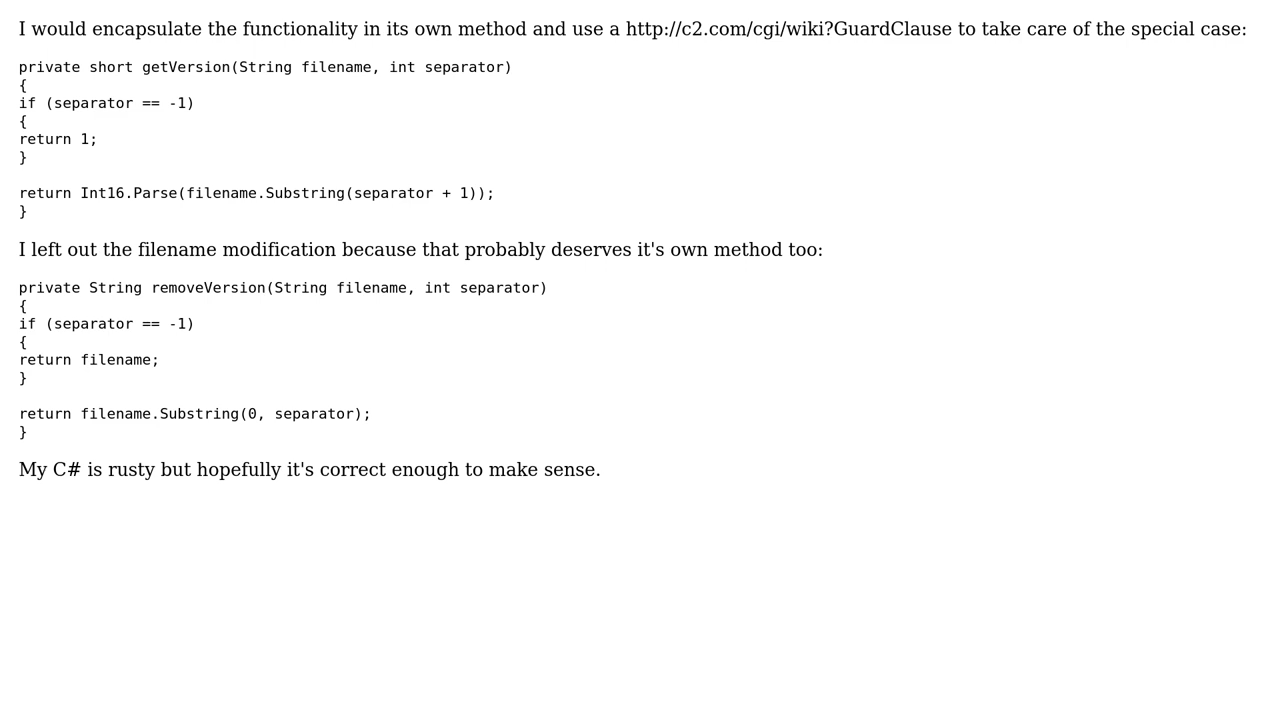 I would encapsulate the functionality in its own method and use a http://c2.com/cgi/wiki?GuardClause to take care of the special case:
private short getVersion(String filename, int separator)
{
if (separator == -1)
{
return 1;
}
return Int16.Parse(filename.Substring(separator + 1));
}
I left out the filename modification because that probably deserves it's own method too:
private String removeVersion(String filename, int separator)
{
if (separator == -1)
{
return filename;
}
return filename.Substring(0, separator);
}
My C# is rusty but hopefully it's correct enough to make sense.